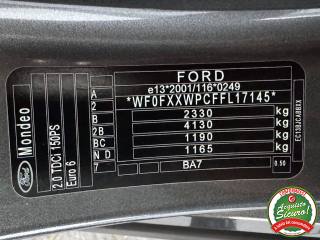 FORD
e13*2001/116*0249
*WF0FXXWPCFFL17145*
2330 kg
4130 kg
1190 kg
1165 kg
BA7
0.50
A
2
B
2B
BC
N D
Ford
Mondeo
2.0 TDCi 150PS
Euro 6
Acquisto
Sicuro!